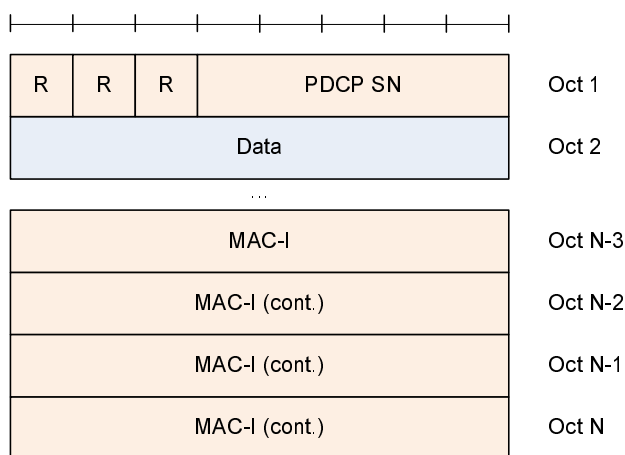 R R R PDCP SN Oct 1
Data Oct 2
...
MAC-I Oct N-3
MAC-I (cont.) Oct N-2
MAC-I (cont.) Oct N-1
MAC-I (cont.) Oct N